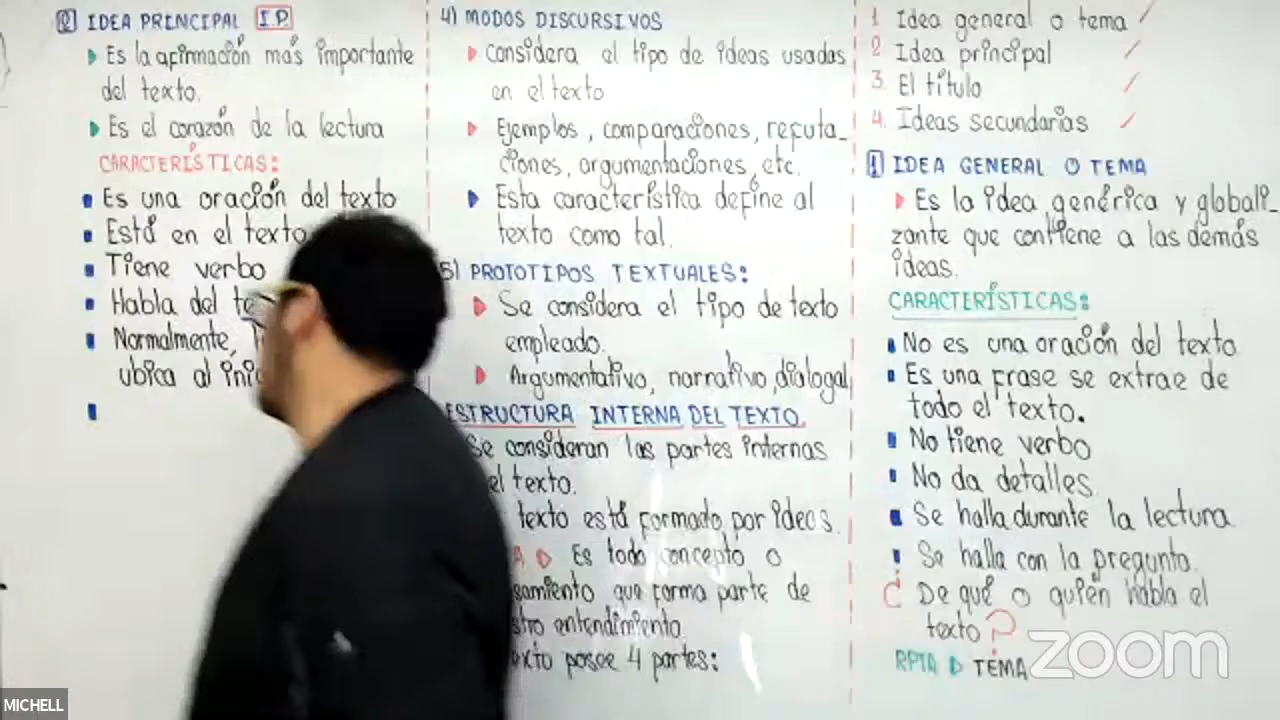 2 IDEA PRINCIPAL I.P.
Es la afirmación más importante
del texto.
Es el corazón de la lectura
CARACTERÍSTICAS:
Es una oración del texto
Está en el texto
Tiene verbo
Habla del
Normalmente,
ubica al
4) MODOS DISCURSIVOS
Considera el tipo de ideas usadas
en el texto
Ejemplos, comparaciones, refuta_
ciones, argumentaciones, etc.
Esta característica define al
texto como tal.
5) PROTOTIPOS TEXTUALES:
Se considera el tipo de texto
empleado.
Argumentativo, narrativo, dialogal
ESTRUCTURA INTERNA DEL TEXTO.
Se consideran las partes internas
el texto.
texto está formado por ideas.
Es todo concepto o
que forma parte de
entendimiento
posee 4 partes:
1 Idea general o tema
2 Idea principal
3. El título
4. Ideas secundarias
1 IDEA GENERAL O TEMA
Es la idea genérica y globali_
zante que contiene a las demás
ideas.
CARACTERÍSTICAS:
No es una oración del texto
Es una frase se extrae de
todo el texto.
No tiene verbo
No da detalles
Se halla durante la lectura
Se halla con la pregunta.
¿De qué o quién habla el
texto?
RPTA TEMA
zoom
MICHELL